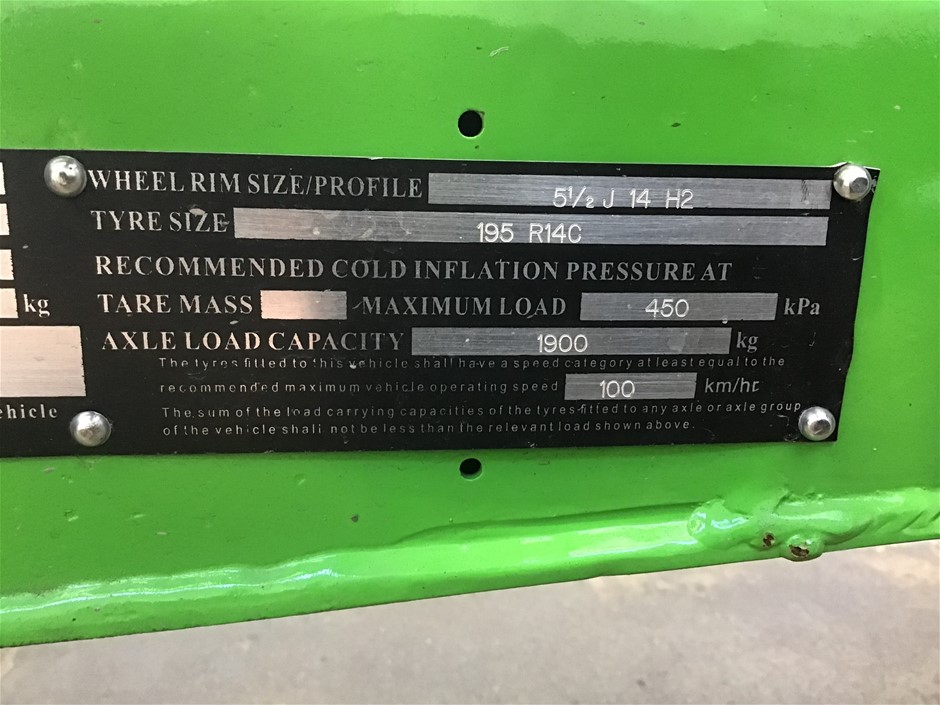 WHEEL RIM SIZE/PROFILE 5½ J 14 H2
TYRE SIZE 195 R14C
RECOMMENDED COLD INFLATION PRESSURE AT
kg TARE MASS MAXIMUM LOAD 450 kPa
AXLE LOAD CAPACITY 1900 kg
The tyres fitted to this vehicle shall have a speed category at least equal to the
recommended maximum vehicle operating speed 100 km/hr
ehicle The sum of the load carrying capacities of the tyres fitted to any axle or axle group
of the vehicle shall not be less than the relevant load shown above.